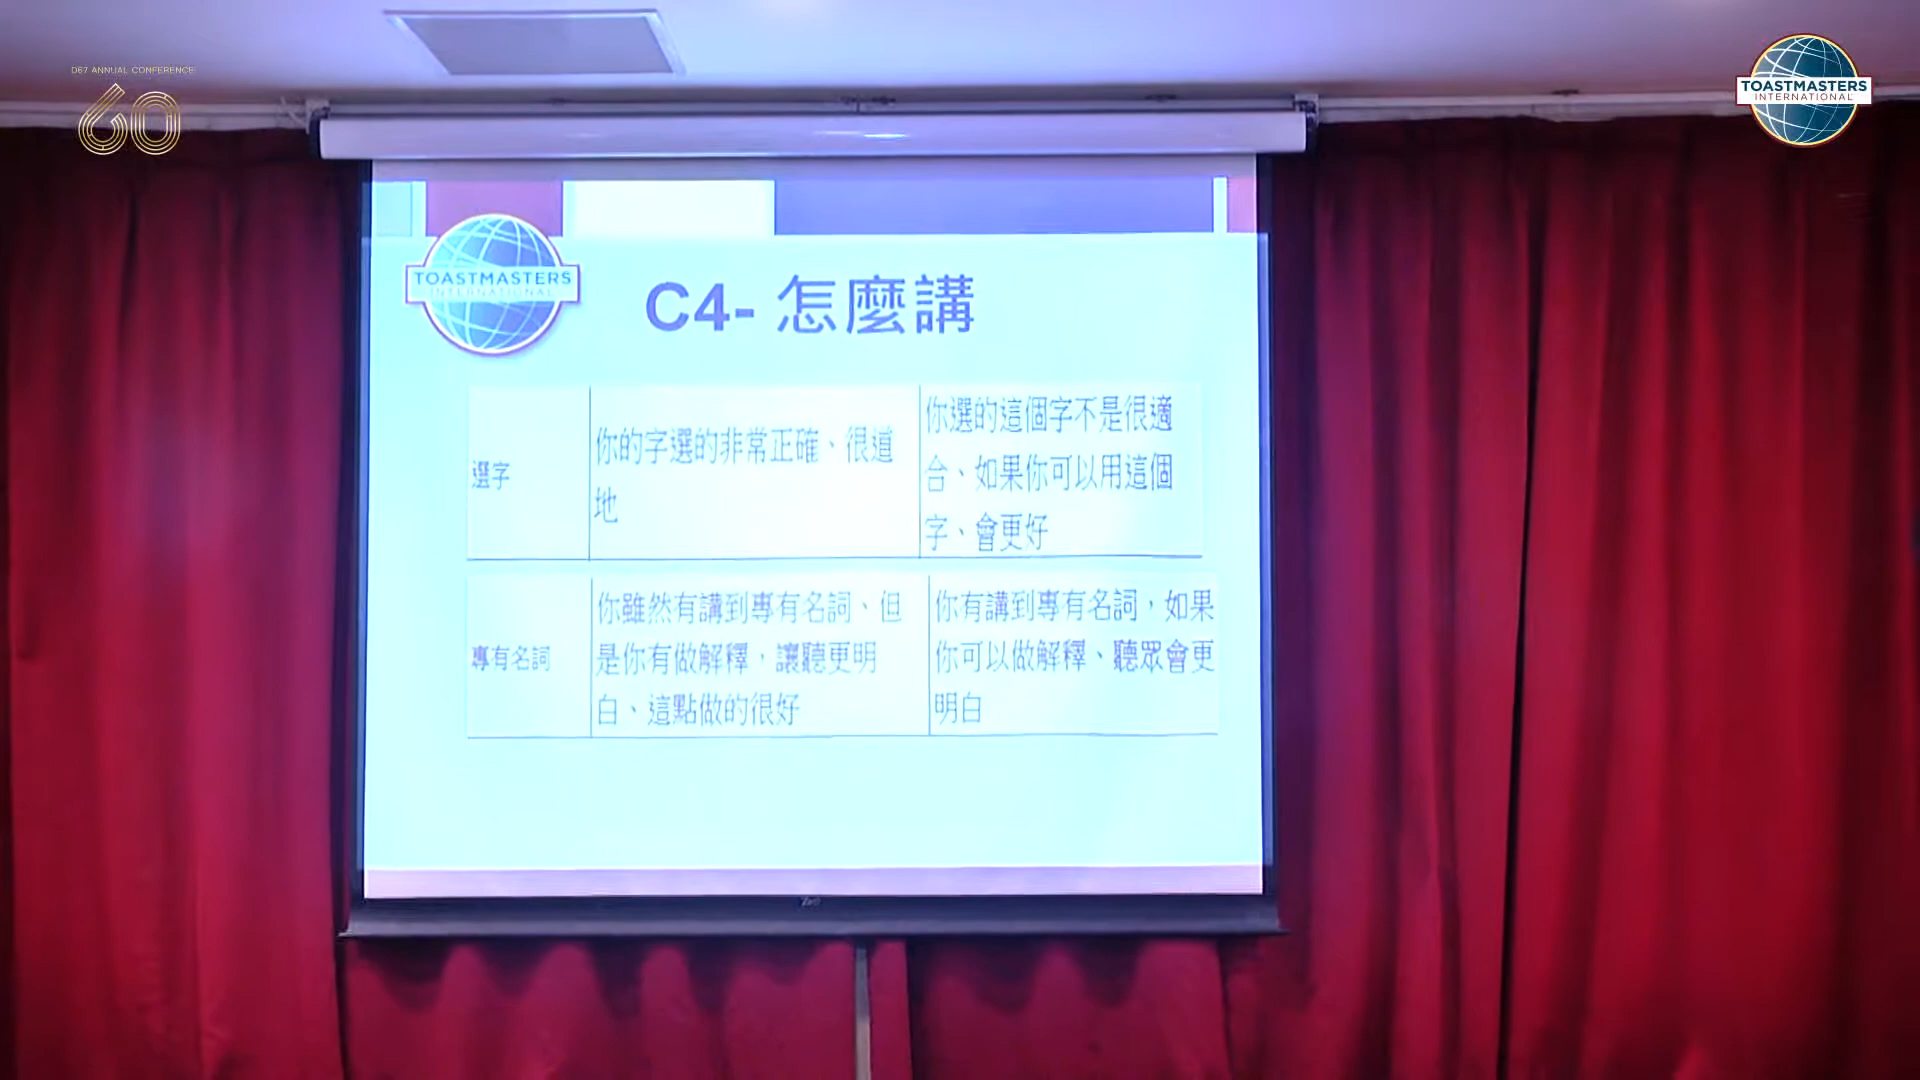 D67 ANNUAL CONFERENCE
60
TOASTMASTERS
INTERNATIONAL
TOASTMASTERS
INTERNATIONAL
C4- 怎麼講
選字
你的字選的非常正確、很道
地
你選的這個字不是很適
合、如果你可以用這個
字、會更好
專有名詞
你雖然有講到專有名詞、但
是你有做解釋，讓聽更明
白、這點做的很好
你有講到專有名詞，如果
你可以做解釋、聽眾會更
明白